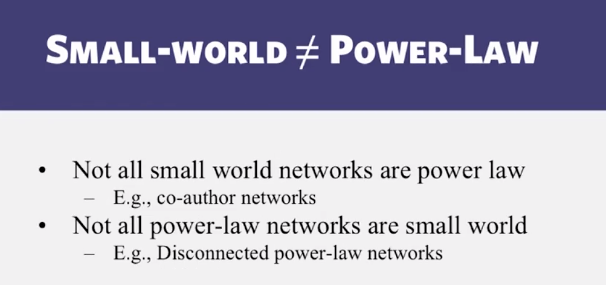 Small-world ≠ Power-Law
• Not all small world networks are power law
– E.g., co-author networks
• Not all power-law networks are small world
– E.g., Disconnected power-law networks